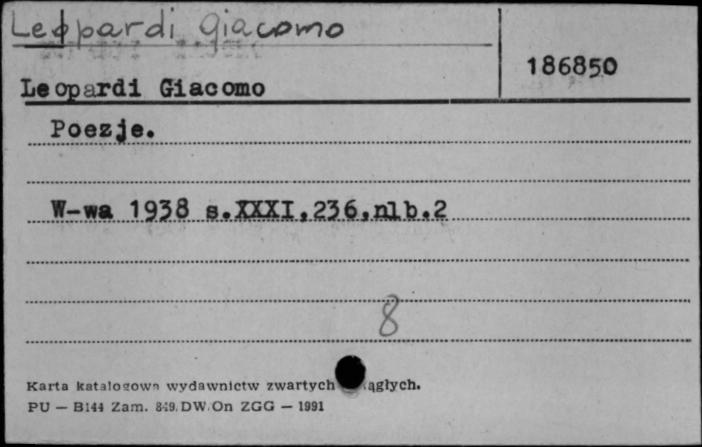 Leopardi Giacomo
186850
Leopardi Giacomo
Poezje.
W-wa 1938 s.XXXI,236,nlb.2
8
Karta katalogowa wydawnictw zwartych ągłych.
PU — B144 Zam. 849. DW. On ZGG — 1991